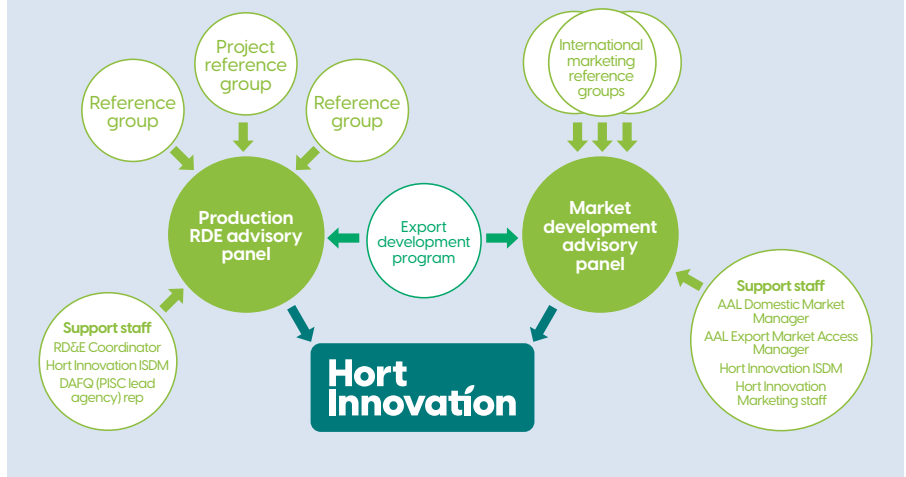 Project
reference
group
International
marketing
reference
groups
Reference
group
Reference
group
Production
RDE advisory
panel
Export
development
program
Market
development
advisory
panel
Support staff
RD&E Coordinator
Hort Innovation ISDM
DAFQ (PISC lead
agency) rep
Hort
Innovation
Support staff
AAL Domestic Market
Manager
AAL Export Market Access
Manager
Hort Innovation ISDM
Hort Innovation
Marketing staff